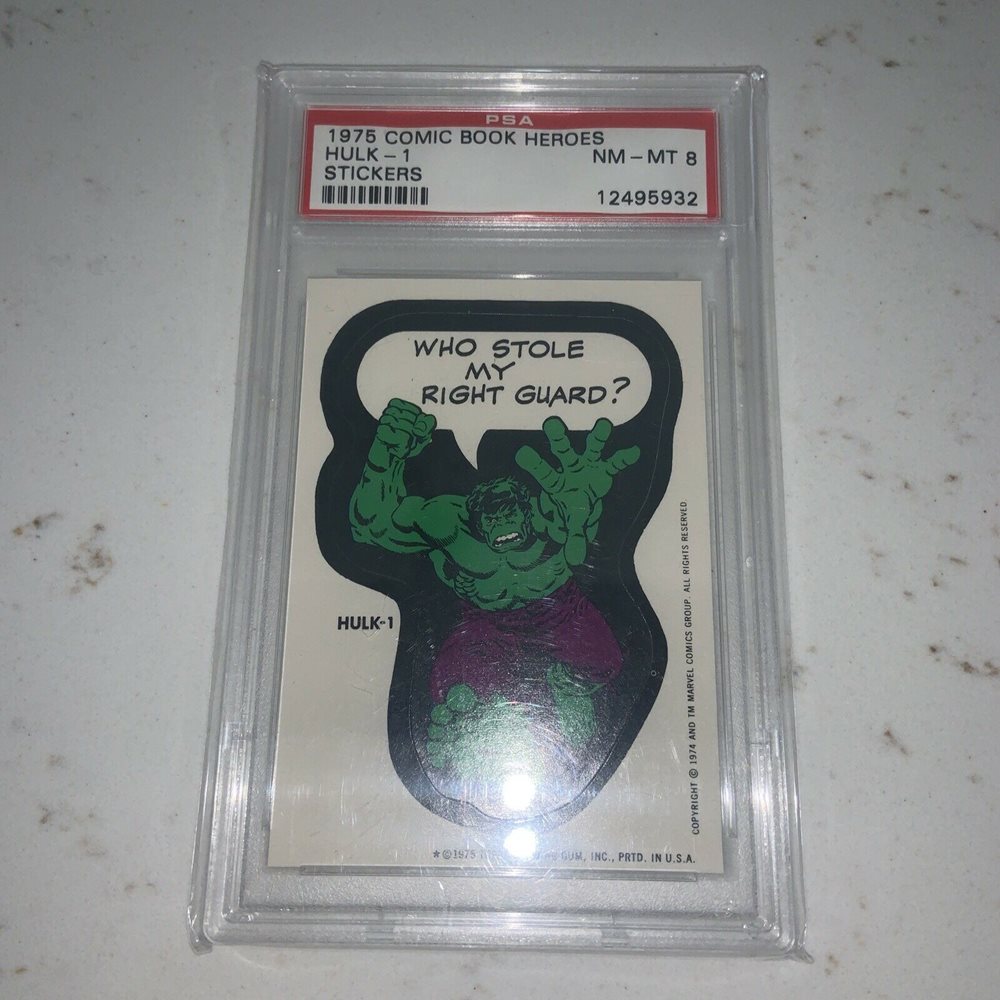 PSA
1975 COMIC BOOK HEROES
HULK - 1 NM - MT 8
STICKERS
12495932
WHO STOLE
MY
RIGHT GUARD?
HULK-1
COPYRIGHT © 1974 AND TM MARVEL COMICS GROUP. ALL RIGHTS RESERVED
* © 1975 GUM, INC., PRTD. IN U.S.A.